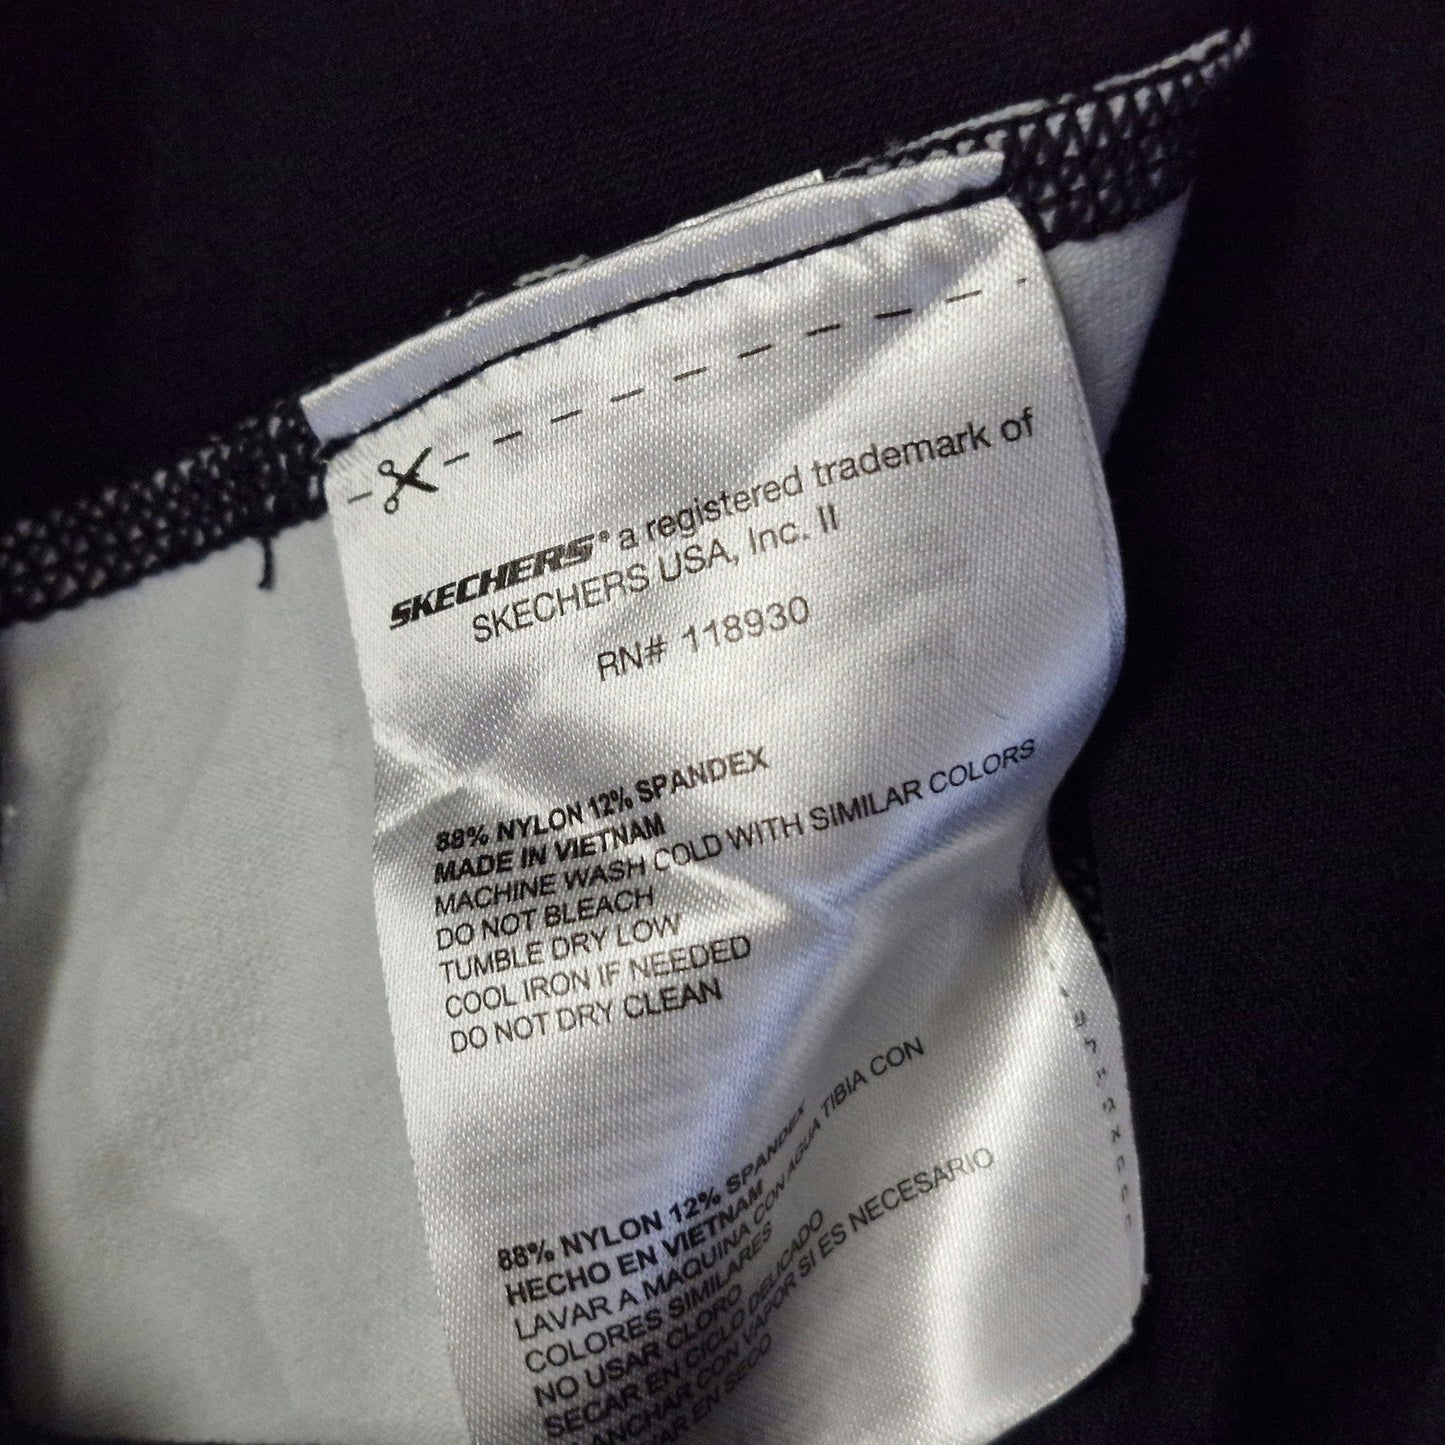 SKECHERS® a registered trademark of
SKECHERS USA, Inc. II
RN# 118930
88% NYLON 12% SPANDEX
MADE IN VIETNAM
MACHINE WASH COLD WITH SIMILAR COLORS
DO NOT BLEACH
TUMBLE DRY LOW
COOL IRON IF NEEDED
DO NOT DRY CLEAN
88% NYLON 12% SPANDEX
HECHO EN VIETNAM
LAVAR A MAQUINA CON AGUA TIBIA CON
COLORES SIMILARES
NO USAR CLORO
SECAR EN CICLO DELICADO
CON VAPOR SI ES NECESARIO
EN SECO